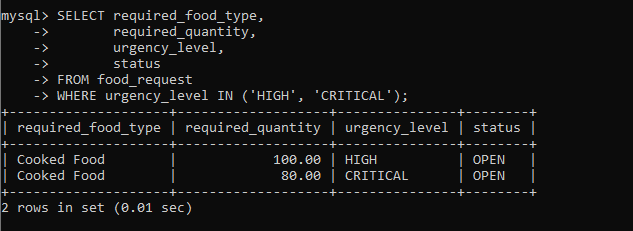 mysql> SELECT required_food_type,
    ->        required_quantity,
    ->        urgency_level,
    ->        status
    -> FROM food_request
    -> WHERE urgency_level IN ('HIGH', 'CRITICAL');
+--------------------+-------------------+---------------+--------+
| required_food_type | required_quantity | urgency_level | status |
+--------------------+-------------------+---------------+--------+
| Cooked Food        |            100.00 | HIGH          | OPEN   |
| Cooked Food        |             80.00 | CRITICAL      | OPEN   |
+--------------------+-------------------+---------------+--------+
2 rows in set (0.01 sec)